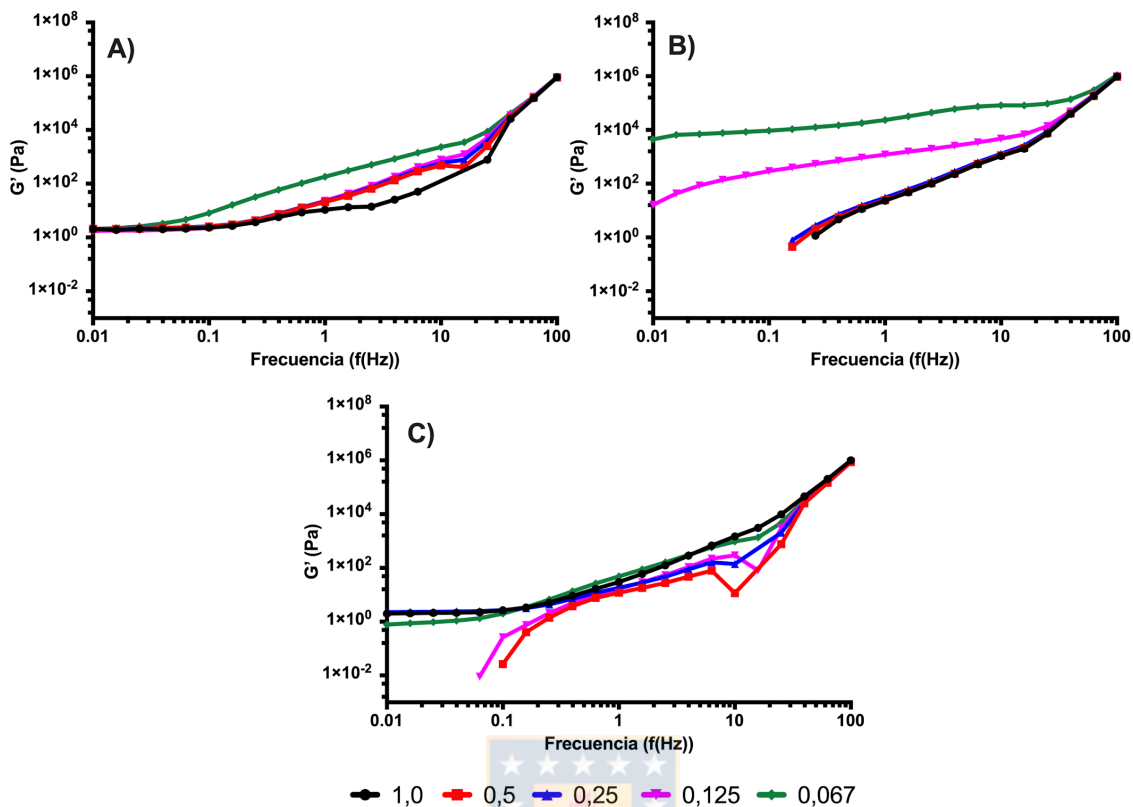 A)
G' (Pa)
1×10⁸
1×10⁶
1×10⁴
1×10²
1×10⁰
1×10⁻²
0.01 0.1 1 10 100
Frecuencia (f(Hz))
B)
G' (Pa)
1×10⁸
1×10⁶
1×10⁴
1×10²
1×10⁰
1×10⁻²
0.01 0.1 1 10 100
Frecuencia (f(Hz))
C)
G' (Pa)
1×10⁸
1×10⁶
1×10⁴
1×10²
1×10⁰
1×10⁻²
0.01 0.1 1 10 100
Frecuencia (f(Hz))
1,0 0,5 0,25 0,125 0,067